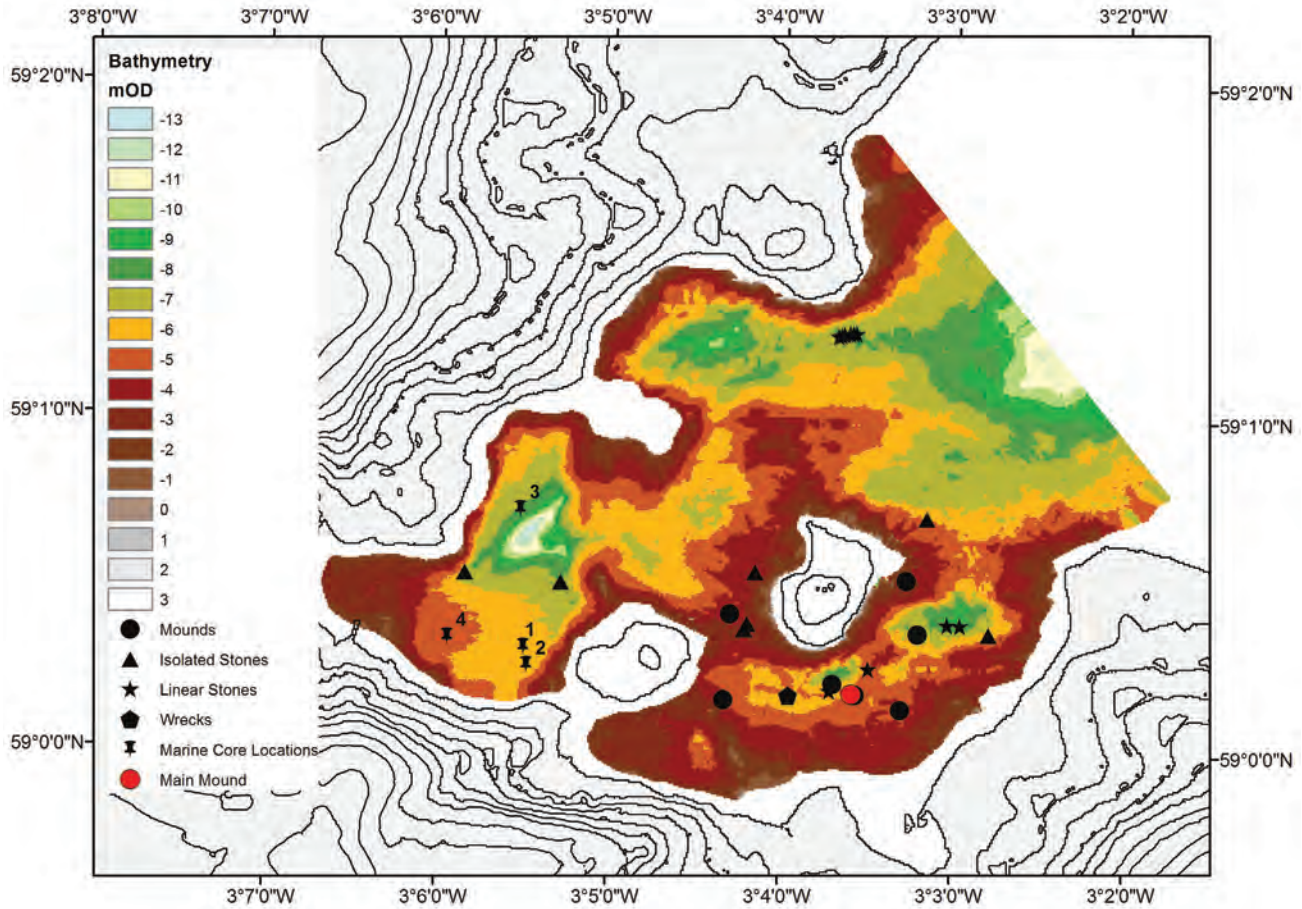 3°8'0"W 3°7'0"W 3°6'0"W 3°5'0"W 3°4'0"W 3°3'0"W 3°2'0"W
59°2'0"N
59°2'0"N
Bathymetry
mOD
-13
-12
-11
-10
-9
-8
-7
-6
-5
-4
-3
-2
-1
0
1
2
3
Mounds
Isolated Stones
Linear Stones
Wrecks
Marine Core Locations
Main Mound
59°1'0"N
59°1'0"N
3
4
1
2
59°0'0"N
59°0'0"N
3°7'0"W 3°6'0"W 3°5'0"W 3°4'0"W 3°3'0"W 3°2'0"W